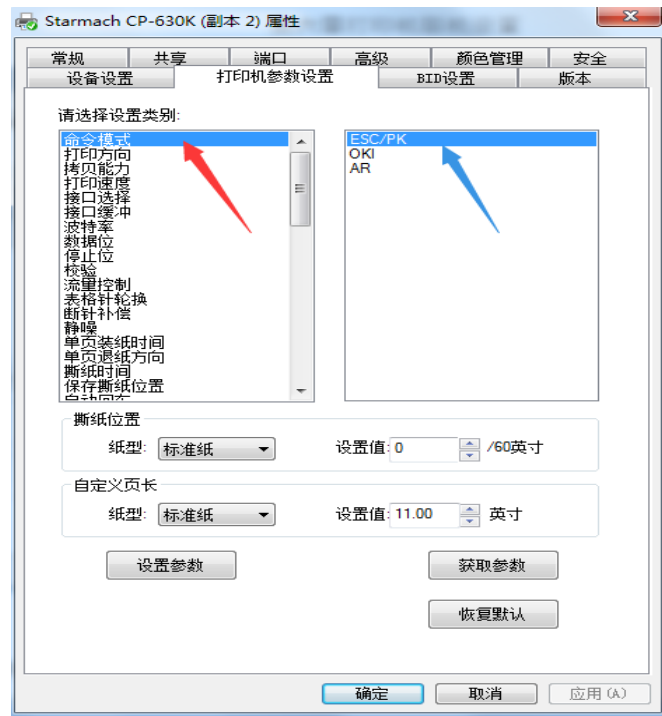 Starmach CP-630K (副本 2) 属性
常规 共享 端口 高级 颜色管理 安全
设备设置 打印机参数设置 BID设置 版本
请选择设置类别:
命令模式
打印方向
拷贝能力
打印速度
接口选择
接口缓冲
波特率
数据位
停止位
校验
流量控制
表格针轮换
断针补偿
静噪
单页装纸时间
单页退纸方向
撕纸时间
保存撕纸位置
自动回车
ESC/PK
OKI
AR
撕纸位置
纸型: 标准纸 设置值: 0 /60英寸
自定义页长
纸型: 标准纸 设置值: 11.00 英寸
设置参数 获取参数
恢复默认
确定 取消 应用(A)